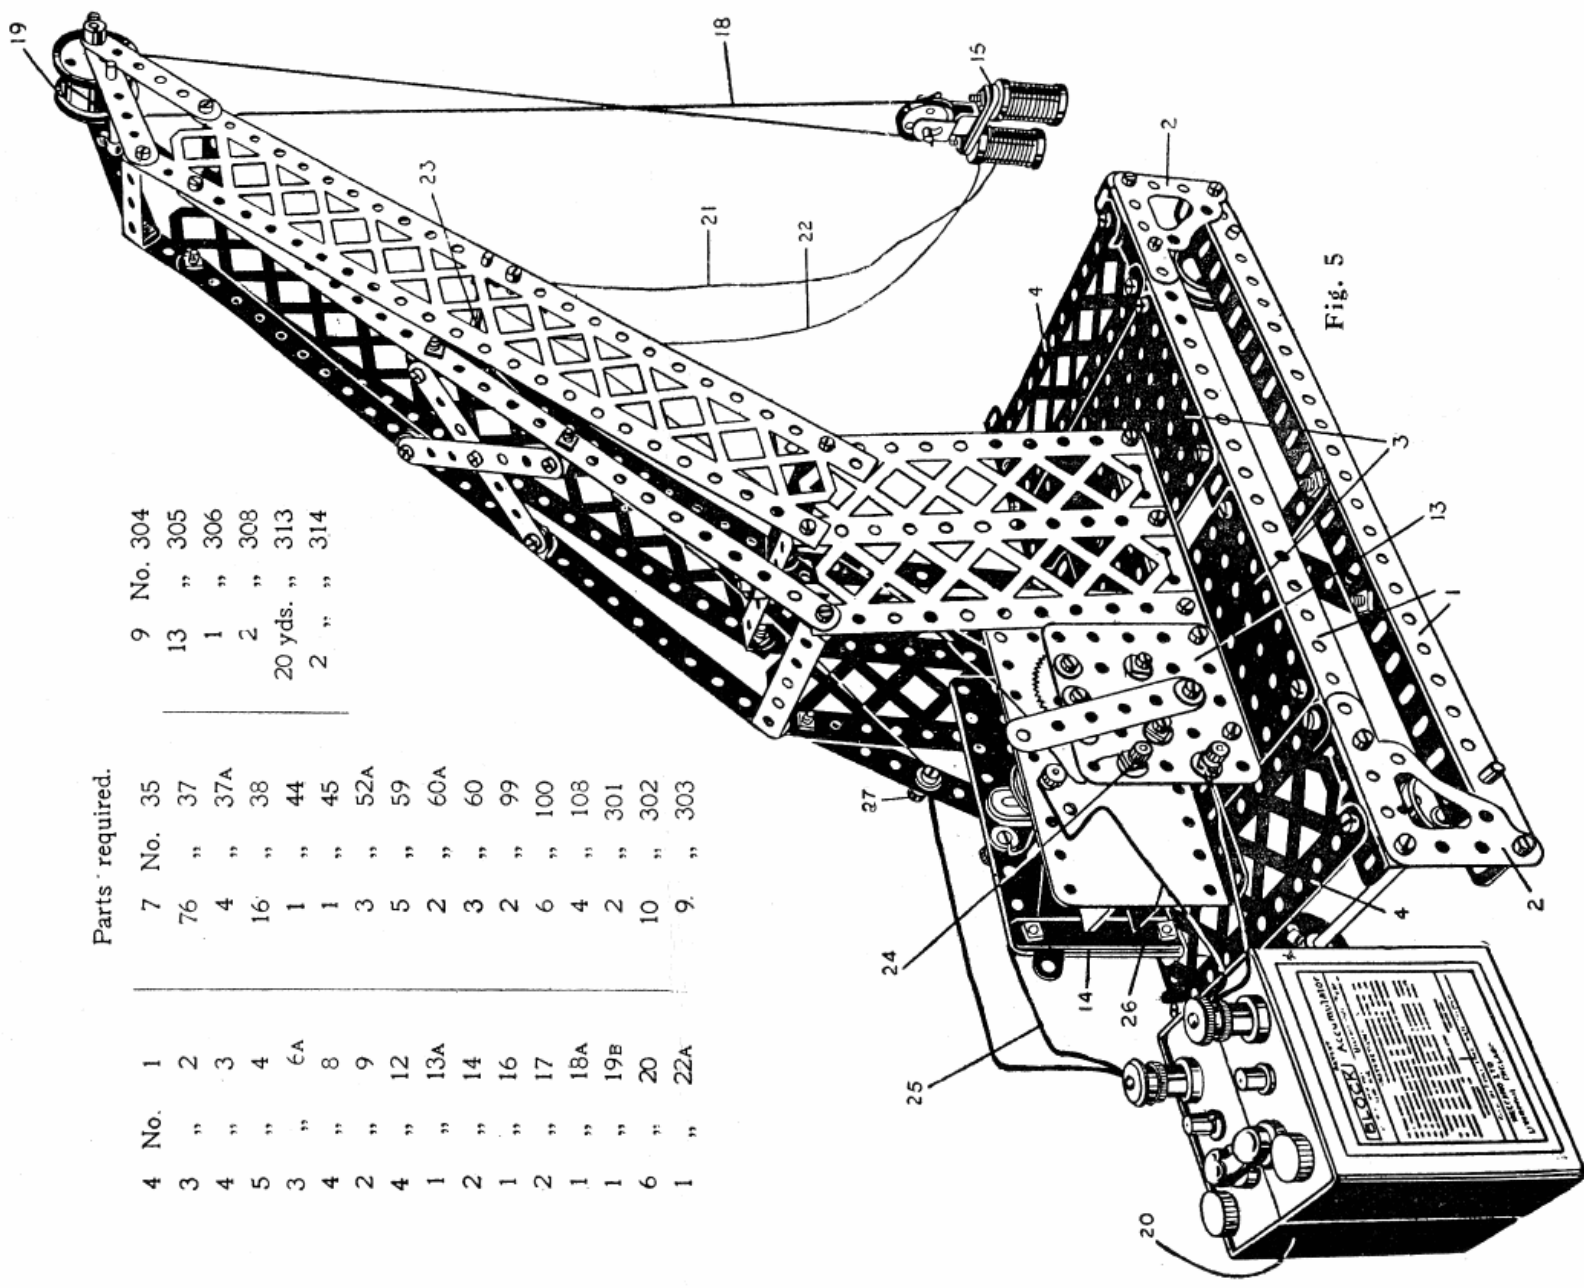 Parts required.
4 No. 1
3 ,, 2
4 ,, 3
5 ,, 4
3 ,, 6A
4 ,, 8
2 ,, 9
4 ,, 12
1 ,, 13A
2 ,, 14
1 ,, 16
2 ,, 17
1 ,, 18A
1 ,, 19B
6 ,, 20
1 ,, 22A
7 No. 35
76 ,, 37
4 ,, 37A
16 ,, 38
1 ,, 44
1 ,, 45
3 ,, 52A
5 ,, 59
2 ,, 60A
3 ,, 60
2 ,, 99
6 ,, 100
4 ,, 108
2 ,, 301
10 ,, 302
9 ,, 303
9 No. 304
13 ,, 305
1 ,, 306
2 ,, 308
20 yds. ,, 313
2 ,, ,, 314
19
18
15
23
21
22
2
4
3
13
1
27
24
14
26
25
2
4
20
BLOCK
Accumulator
MECCANO LTD
Fig. 5